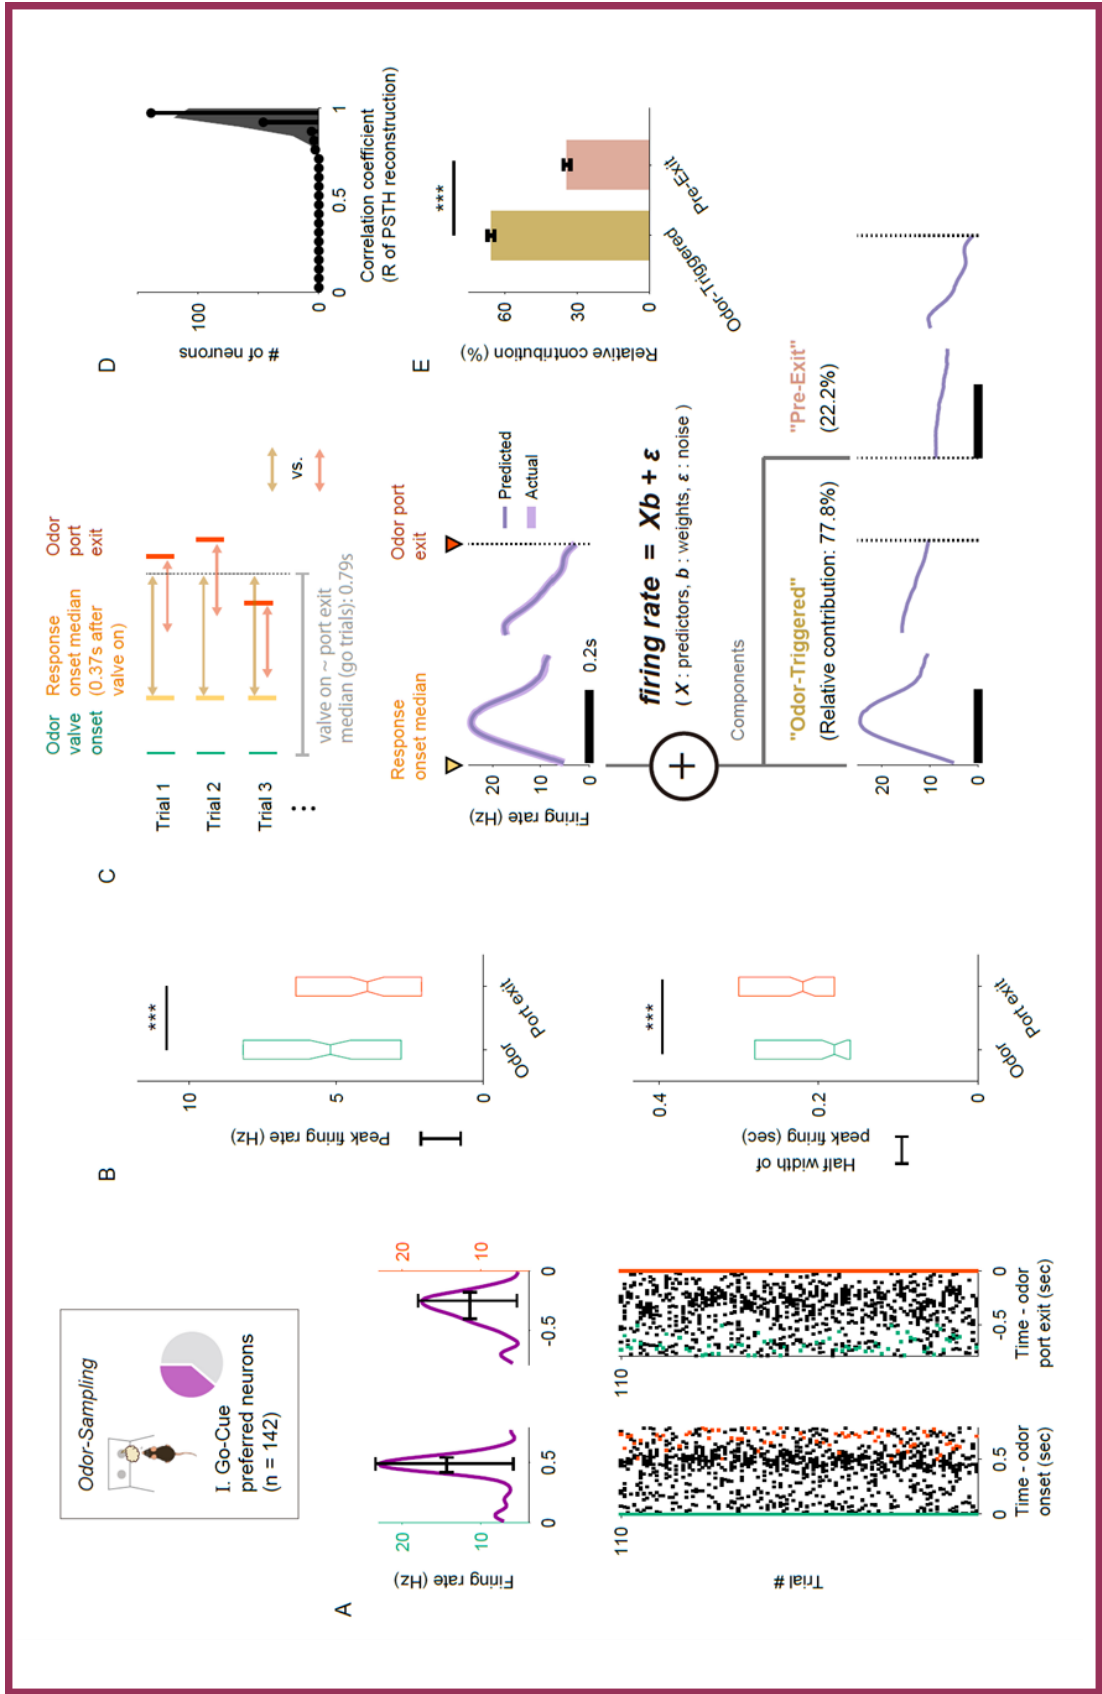 Odor-Sampling
I. Go-Cue
preferred neurons
(n = 142)
A
Firing rate (Hz)
20
10
0
0.5
20
10
-0.5
0
Trial #
110
0
0.5
Time - odor
onset (sec)
110
-0.5
0
Time - odor
port exit (sec)
B
Peak firing rate (Hz)
10
5
0
***
Odor
Port exit
Half width of
peak firing (sec)
0.4
0.2
0
***
Odor
Port exit
C
Odor
valve
onset
Response
onset median
(0.37s after
valve on)
Odor
port
exit
Trial 1
Trial 2
Trial 3
⋮
vs.
valve on ~ port exit
median (go trials): 0.79s
Response
onset median
Odor port
exit
Firing rate (Hz)
20
10
0
0.2s
Predicted
Actual
+
firing rate = Xb + ε
( X : predictors, b : weights, ε : noise )
Components
"Odor-Triggered"
(Relative contribution: 77.8%)
"Pre-Exit"
(22.2%)
20
10
0
D
# of neurons
100
0
0
0.5
1
Correlation coefficient
(R of PSTH reconstruction)
E
Relative contribution (%)
60
30
0
***
Odor-Triggered
Pre-Exit